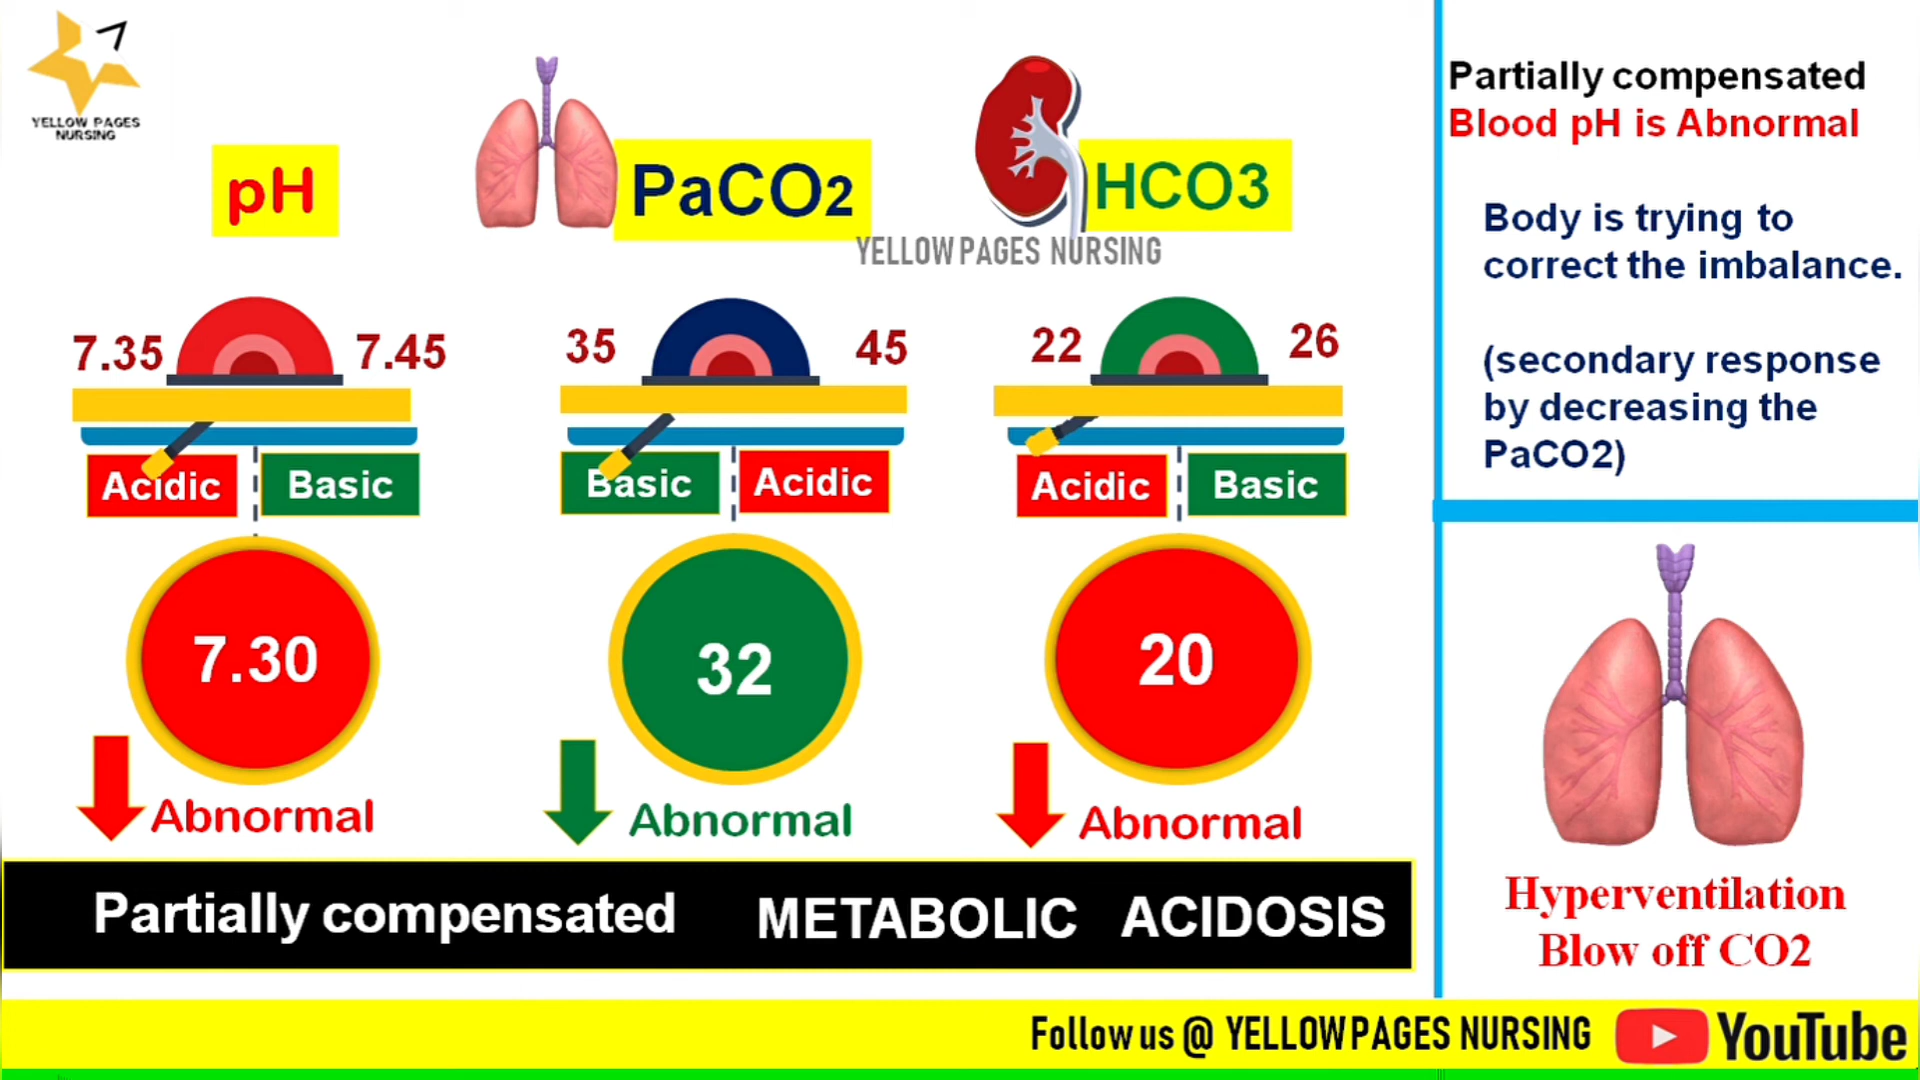 YELLOW PAGES
NURSING
pH
PaCO2
HCO3
YELLOW PAGES NURSING
7.35 7.45
35 45
22 26
Acidic Basic
Basic Acidic
Acidic Basic
7.30
32
20
Abnormal
Abnormal
Abnormal
Partially compensated METABOLIC ACIDOSIS
Partially compensated
Blood pH is Abnormal
Body is trying to
correct the imbalance.
(secondary response
by decreasing the
PaCO2)
Hyperventilation
Blow off CO2
Follow us @ YELLOW PAGES NURSING YouTube